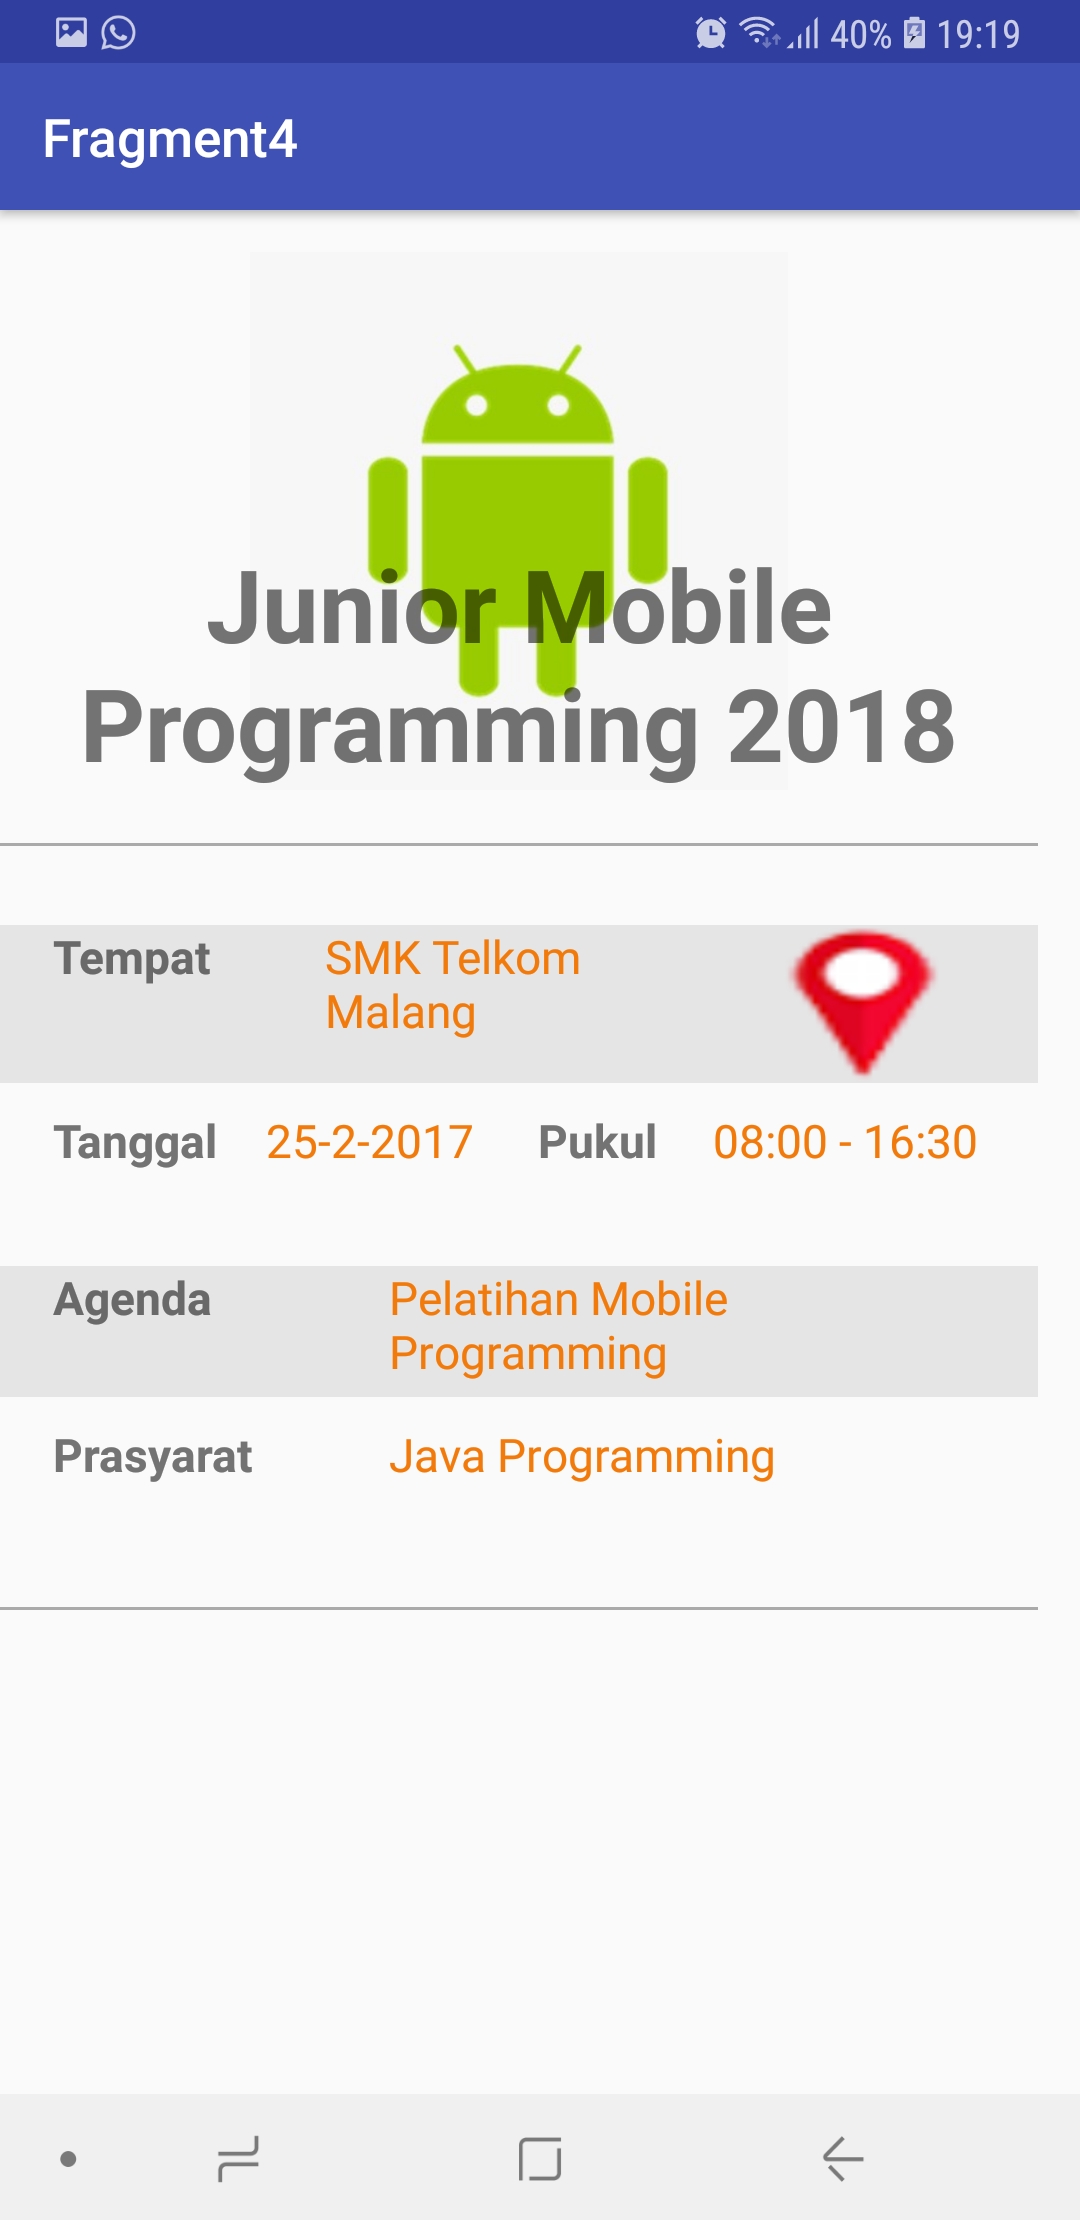 40% 19:19
Fragment4
Junior Mobile
Programming 2018
Tempat SMK Telkom
Malang
Tanggal 25-2-2017 Pukul 08:00 - 16:30
Agenda Pelatihan Mobile
Programming
Prasyarat Java Programming